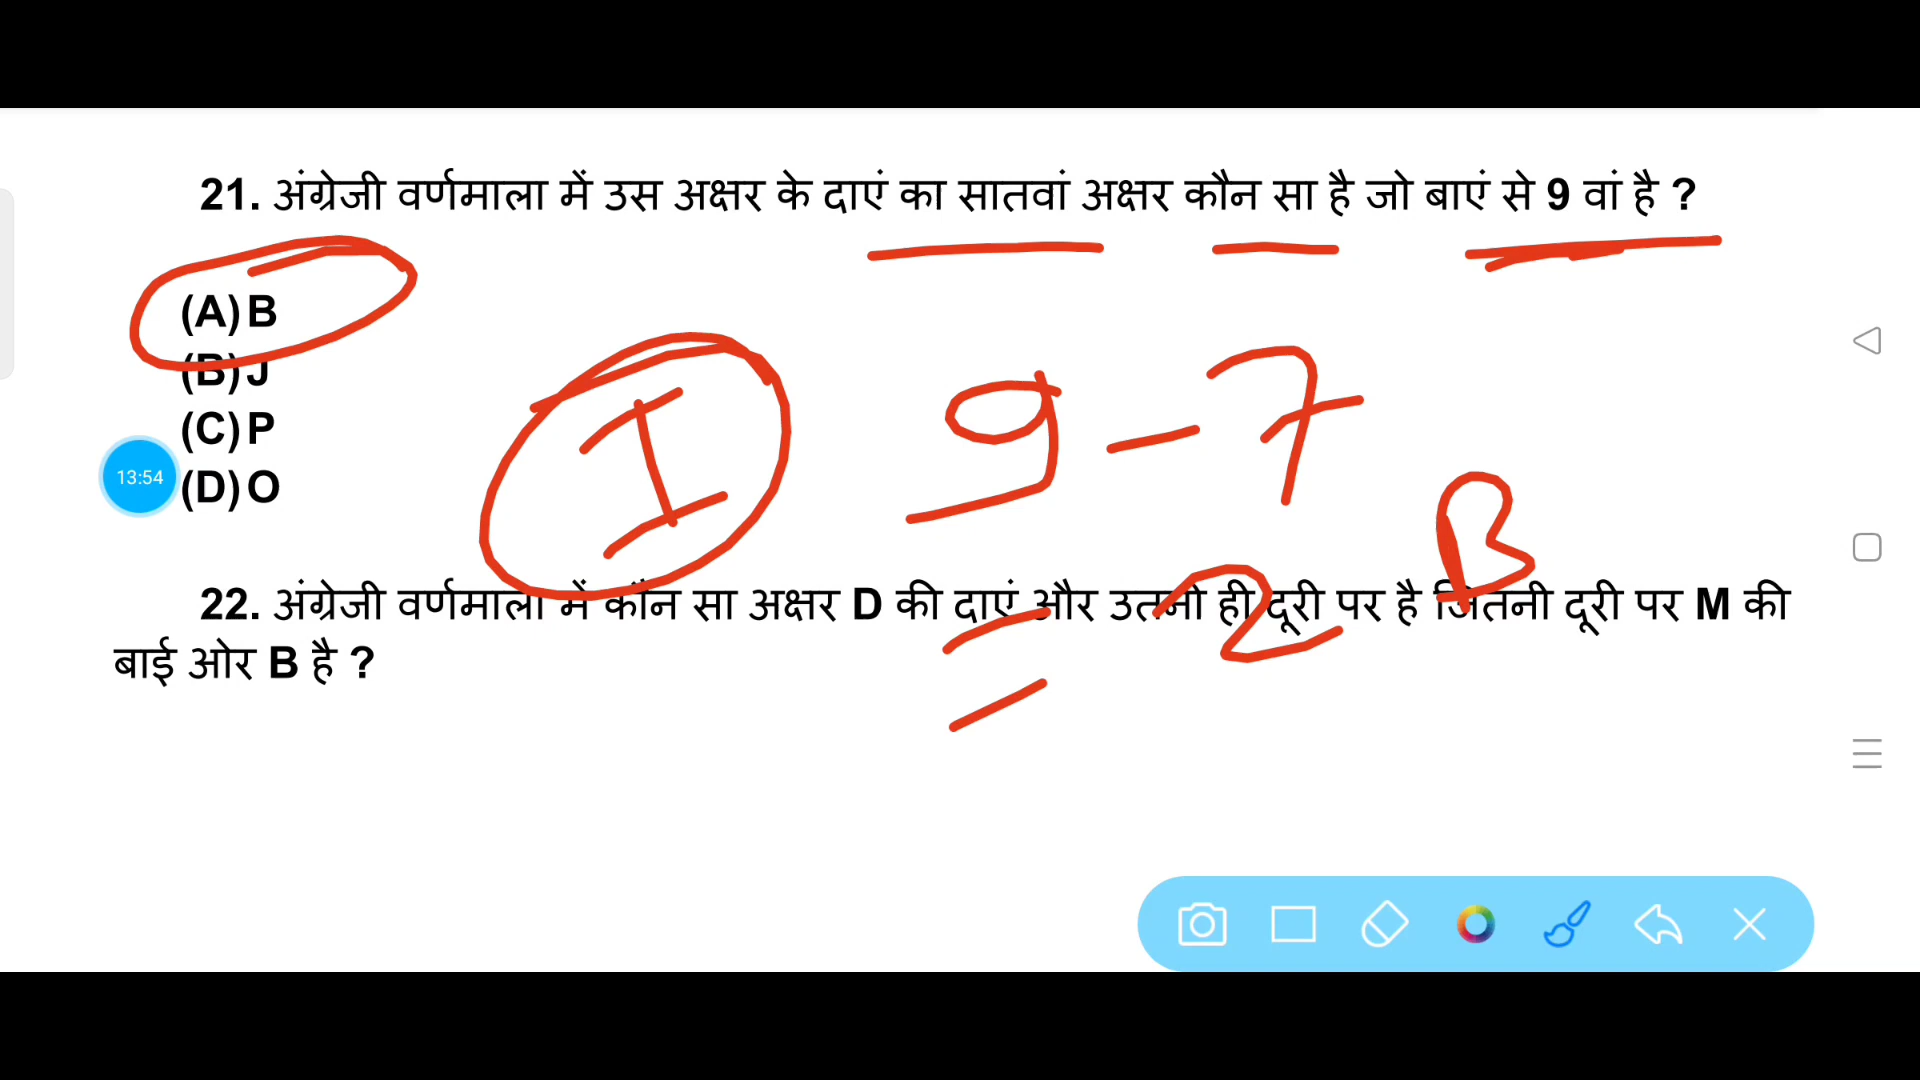 21. अंग्रेजी वर्णमाला में उस अक्षर के दाएं का सातवां अक्षर कौन सा है जो बाएं से 9 वां है ?
(A) B
(B) J
(C) P
(D) O
13:54
I 9 - 7
= 2 B
22. अंग्रेजी वर्णमाला में कौन सा अक्षर D की दाएं और उतनी ही दूरी पर है जितनी दूरी पर M की
बाई ओर B है ?